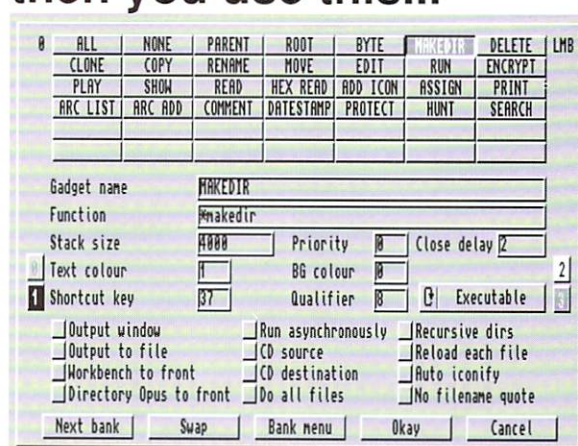 then you use this...
0 ALL NONE PARENT ROOT BYTE MAKEDIR DELETE LMB
CLONE COPY RENAME MOVE EDIT RUN ENCRYPT
PLAY SHOW READ HEX READ ADD ICON ASSIGN PRINT
ARC LIST ARC ADD COMMENT DATESTAMP PROTECT HUNT SEARCH
Gadget name MAKEDIR
Function *makedir
Stack size 4000 Priority 0 Close delay 2
0 Text colour 1 BG colour 0 2
1 Shortcut key 37 Qualifier 8 Executable 3
Output window Run asynchronously Recursive dirs
Output to file CD source Reload each file
Workbench to front CD destination Auto iconify
Directory Opus to front Do all files No filename quote
Next bank Swap Bank menu Okay Cancel